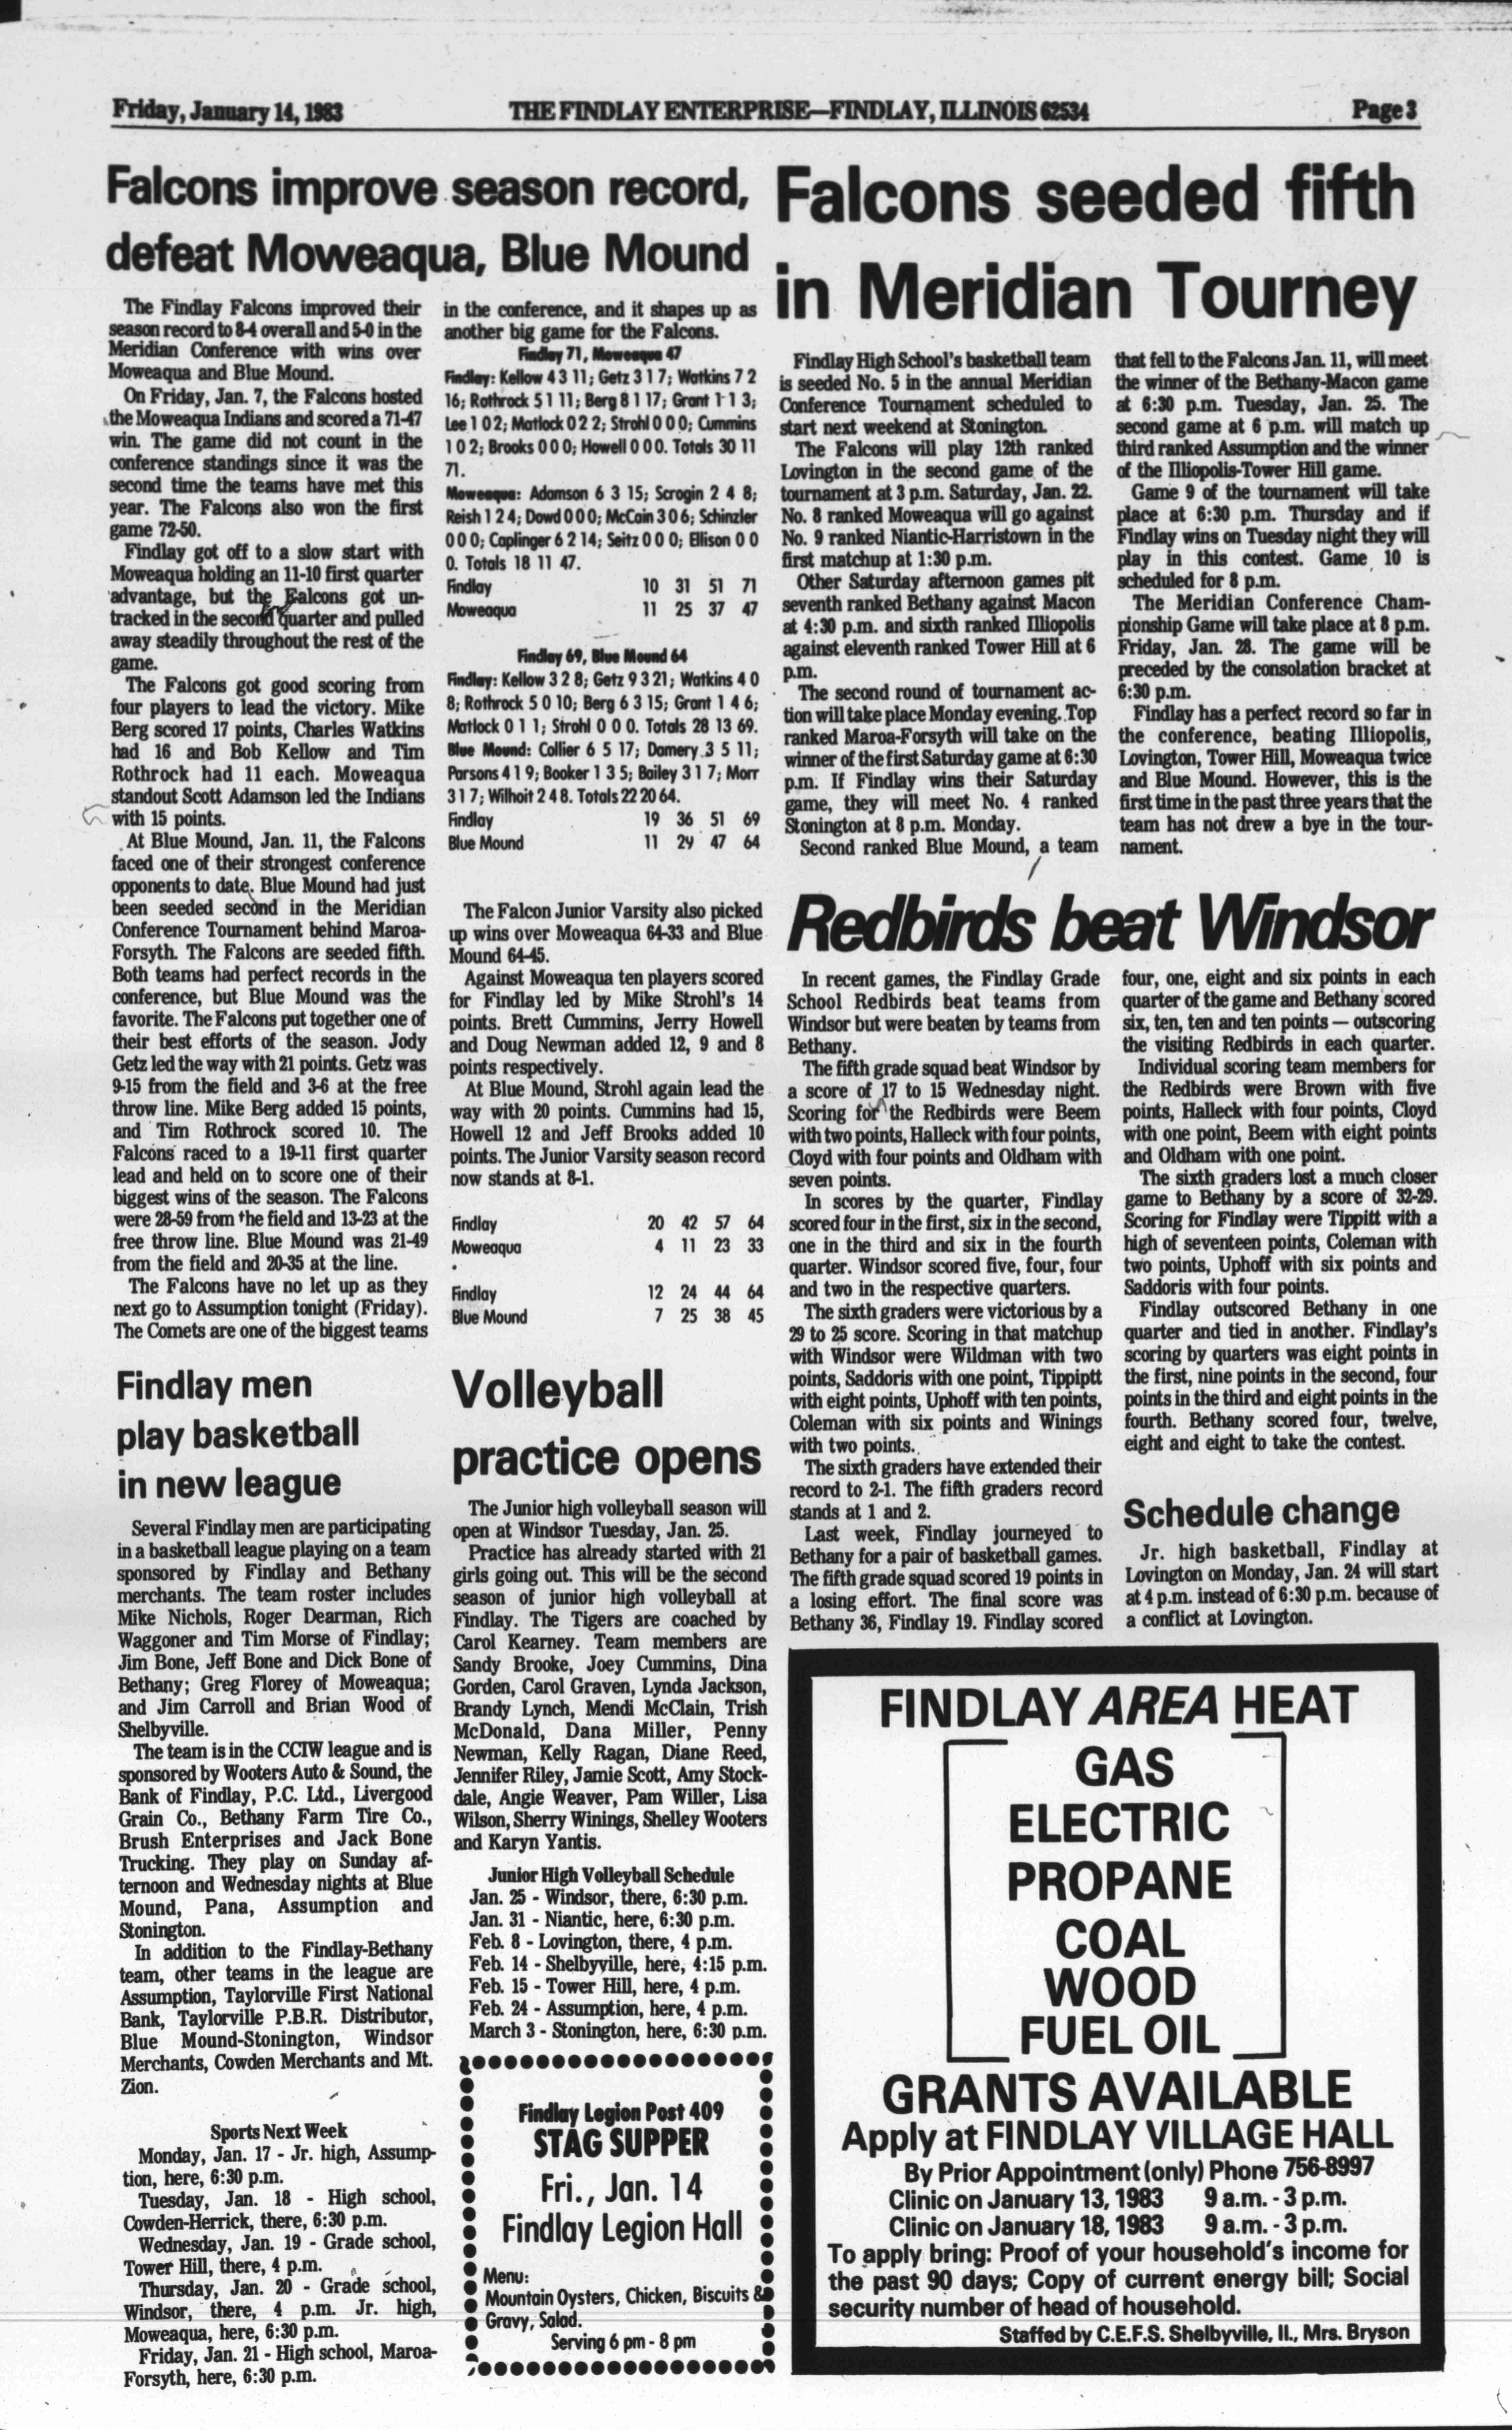 Friday, January 14, 1983
THE FINDLAY ENTERPRISE—FINDLAY, ILLINOIS 62534
Page 3
Falcons improve season record,
defeat Moweaqua, Blue Mound
The Findlay Falcons improved their
season record to 8-4 overall and 5-0 in the
Meridian Conference with wins over
Moweaqua and Blue Mound.
On Friday, Jan. 7, the Falcons hosted
the Moweaqua Indians and scored a 71-47
win. The game did not count in the
conference standings since it was the
second time the teams have met this
year. The Falcons also won the first
game 72-50.
Findlay got off to a slow start with
Moweaqua holding an 11-10 first quarter
advantage, but the Falcons got un-
tracked in the second quarter and pulled
away steadily throughout the rest of the
game.
The Falcons got good scoring from
four players to lead the victory. Mike
Berg scored 17 points, Charles Watkins
had 16 and Bob Kellow and Tim
Rothrock had 11 each. Moweaqua
standout Scott Adamson led the Indians
with 15 points.
At Blue Mound, Jan. 11, the Falcons
faced one of their strongest conference
opponents to date. Blue Mound had just
been seeded second in the Meridian
Conference Tournament behind Maroa-
Forsyth. The Falcons are seeded fifth.
Both teams had perfect records in the
conference, but Blue Mound was the
favorite. The Falcons put together one of
their best efforts of the season. Jody
Getz led the way with 21 points. Getz was
9-15 from the field and 3-6 at the free
throw line. Mike Berg added 15 points,
and Tim Rothrock scored 10. The
Falcons raced to a 19-11 first quarter
lead and held on to score one of their
biggest wins of the season. The Falcons
were 28-59 from the field and 13-23 at the
free throw line. Blue Mound was 21-49
from the field and 20-35 at the line.
The Falcons have no let up as they
next go to Assumption tonight (Friday).
The Comets are one of the biggest teams
in the conference, and it shapes up as
another big game for the Falcons.
Findlay 71, Moweaqua 47
Findlay: Kellow 4 3 11; Getz 3 1 7; Watkins 7 2
16; Rothrock 5 1 11; Berg 8 1 17; Grant 1 1 3;
Lee 1 0 2; Matlock 0 2 2; Strohl 0 0 0; Cummins
1 0 2; Brooks 0 0 0; Howell 0 0 0. Totals 30 11
71.
Moweaqua: Adamson 6 3 15; Scrogin 2 4 8;
Reish 1 2 4; Dowd 0 0 0; McCain 3 0 6; Schinzler
0 0 0; Caplinger 6 2 14; Seitz 0 0 0; Ellison 0 0
0. Totals 18 11 47.
Findlay 10 31 51 71
Moweaqua 11 25 37 47
Findlay 69, Blue Mound 64
Findlay: Kellow 3 2 8; Getz 9 3 21; Watkins 4 0
8; Rothrock 5 0 10; Berg 6 3 15; Grant 1 4 6;
Matlock 0 1 1; Strohl 0 0 0. Totals 28 13 69.
Blue Mound: Collier 6 5 17; Damery 3 5 11;
Parsons 4 1 9; Booker 1 3 5; Bailey 3 1 7; Morr
3 1 7; Wilhoit 2 4 8. Totals 22 20 64.
Findlay 19 36 51 69
Blue Mound 11 29 47 64
The Falcon Junior Varsity also picked
up wins over Moweaqua 64-33 and Blue
Mound 64-45.
Against Moweaqua ten players scored
for Findlay led by Mike Strohl's 14
points. Brett Cummins, Jerry Howell
and Doug Newman added 12, 9 and 8
points respectively.
At Blue Mound, Strohl again lead the
way with 20 points. Cummins had 15,
Howell 12 and Jeff Brooks added 10
points. The Junior Varsity season record
now stands at 8-1.
Findlay 20 42 57 64
Moweaqua 4 11 23 33
Findlay 12 24 44 64
Blue Mound 7 25 38 45
Falcons seeded fifth
in Meridian Tourney
Findlay High School's basketball team
is seeded No. 5 in the annual Meridian
Conference Tournament scheduled to
start next weekend at Stonington.
The Falcons will play 12th ranked
Lovington in the second game of the
tournament at 3 p.m. Saturday, Jan. 22.
No. 8 ranked Moweaqua will go against
No. 9 ranked Niantic-Harristown in the
first matchup at 1:30 p.m.
Other Saturday afternoon games pit
seventh ranked Bethany against Macon
at 4:30 p.m. and sixth ranked Illiopolis
against eleventh ranked Tower Hill at 6
p.m.
The second round of tournament ac-
tion will take place Monday evening. Top
ranked Maroa-Forsyth will take on the
winner of the first Saturday game at 6:30
p.m. If Findlay wins their Saturday
game, they will meet No. 4 ranked
Stonington at 8 p.m. Monday.
Second ranked Blue Mound, a team
that fell to the Falcons Jan. 11, will meet
the winner of the Bethany-Macon game
at 6:30 p.m. Tuesday, Jan. 25. The
second game at 6 p.m. will match up
third ranked Assumption and the winner
of the Illiopolis-Tower Hill game.
Game 9 of the tournament will take
place at 6:30 p.m. Thursday and if
Findlay wins on Tuesday night they will
play in this contest. Game 10 is
scheduled for 8 p.m.
The Meridian Conference Cham-
pionship Game will take place at 8 p.m.
Friday, Jan. 28. The game will be
preceded by the consolation bracket at
6:30 p.m.
Findlay has a perfect record so far in
the conference, beating Illiopolis,
Lovington, Tower Hill, Moweaqua twice
and Blue Mound. However, this is the
first time in the past three years that the
team has not drew a bye in the tour-
nament.
Redbirds beat Windsor
In recent games, the Findlay Grade
School Redbirds beat teams from
Windsor but were beaten by teams from
Bethany.
The fifth grade squad beat Windsor by
a score of 17 to 15 Wednesday night.
Scoring for the Redbirds were Beem
with two points, Halleck with four points,
Cloyd with four points and Oldham with
seven points.
In scores by the quarter, Findlay
scored four in the first, six in the second,
one in the third and six in the fourth
quarter. Windsor scored five, four, four
and two in the respective quarters.
The sixth graders were victorious by a
29 to 25 score. Scoring in that matchup
with Windsor were Wildman with two
points, Saddoris with one point, Tippiptt
with eight points, Uphoff with ten points,
Coleman with six points and Winings
with two points.
The sixth graders have extended their
record to 2-1. The fifth graders record
stands at 1 and 2.
Last week, Findlay journeyed to
Bethany for a pair of basketball games.
The fifth grade squad scored 19 points in
a losing effort. The final score was
Bethany 36, Findlay 19. Findlay scored
four, one, eight and six points in each
quarter of the game and Bethany scored
six, ten, ten and ten points — outscoring
the visiting Redbirds in each quarter.
Individual scoring team members for
the Redbirds were Brown with five
points, Halleck with four points, Cloyd
with one point, Beem with eight points
and Oldham with one point.
The sixth graders lost a much closer
game to Bethany by a score of 32-29.
Scoring for Findlay were Tippitt with a
high of seventeen points, Coleman with
two points, Uphoff with six points and
Saddoris with four points.
Findlay outscored Bethany in one
quarter and tied in another. Findlay's
scoring by quarters was eight points in
the first, nine points in the second, four
points in the third and eight points in the
fourth. Bethany scored four, twelve,
eight and eight to take the contest.
Schedule change
Jr. high basketball, Findlay at
Lovington on Monday, Jan. 24 will start
at 4 p.m. instead of 6:30 p.m. because of
a conflict at Lovington.
Findlay men
play basketball
in new league
Several Findlay men are participating
in a basketball league playing on a team
sponsored by Findlay and Bethany
merchants. The team roster includes
Mike Nichols, Roger Dearman, Rich
Waggoner and Tim Morse of Findlay;
Jim Bone, Jeff Bone and Dick Bone of
Bethany; Greg Florey of Moweaqua;
and Jim Carroll and Brian Wood of
Shelbyville.
The team is in the CCIW league and is
sponsored by Wooters Auto & Sound, the
Bank of Findlay, P.C. Ltd., Livergood
Grain Co., Bethany Farm Tire Co.,
Brush Enterprises and Jack Bone
Trucking. They play on Sunday af-
ternoon and Wednesday nights at Blue
Mound, Pana, Assumption and
Stonington.
In addition to the Findlay-Bethany
team, other teams in the league are
Assumption, Taylorville First National
Bank, Taylorville P.B.R. Distributor,
Blue Mound-Stonington, Windsor
Merchants, Cowden Merchants and Mt.
Zion.
Sports Next Week
Monday, Jan. 17 - Jr. high, Assump-
tion, here, 6:30 p.m.
Tuesday, Jan. 18 - High school,
Cowden-Herrick, there, 6:30 p.m.
Wednesday, Jan. 19 - Grade school,
Tower Hill, there, 4 p.m.
Thursday, Jan. 20 - Grade school,
Windsor, there, 4 p.m. Jr. high,
Moweaqua, here, 6:30 p.m.
Friday, Jan. 21 - High school, Maroa-
Forsyth, here, 6:30 p.m.
Volleyball
practice opens
The Junior high volleyball season will
open at Windsor Tuesday, Jan. 25.
Practice has already started with 21
girls going out. This will be the second
season of junior high volleyball at
Findlay. The Tigers are coached by
Carol Kearney. Team members are
Sandy Brooke, Joey Cummins, Dina
Gorden, Carol Graven, Lynda Jackson,
Brandy Lynch, Mendi McClain, Trish
McDonald, Dana Miller, Penny
Newman, Kelly Ragan, Diane Reed,
Jennifer Riley, Jamie Scott, Amy Stock-
dale, Angie Weaver, Pam Willer, Lisa
Wilson, Sherry Winings, Shelley Wooters
and Karyn Yantis.
Junior High Volleyball Schedule
Jan. 25 - Windsor, there, 6:30 p.m.
Jan. 31 - Niantic, here, 6:30 p.m.
Feb. 8 - Lovington, there, 4 p.m.
Feb. 14 - Shelbyville, here, 4:15 p.m.
Feb. 15 - Tower Hill, here, 4 p.m.
Feb. 24 - Assumption, here, 4 p.m.
March 3 - Stonington, here, 6:30 p.m.
Findlay Legion Post 409
STAG SUPPER
Fri., Jan. 14
Findlay Legion Hall
Menu:
Mountain Oysters, Chicken, Biscuits &
Gravy, Salad.
Serving 6 pm - 8 pm
FINDLAY AREA HEAT
GAS
ELECTRIC
PROPANE
COAL
WOOD
FUEL OIL
GRANTS AVAILABLE
Apply at FINDLAY VILLAGE HALL
By Prior Appointment (only) Phone 756-8997
Clinic on January 13, 1983 9 a.m. - 3 p.m.
Clinic on January 18, 1983 9 a.m. - 3 p.m.
To apply bring: Proof of your household's income for
the past 90 days; Copy of current energy bill; Social
security number of head of household.
Staffed by C.E.F.S. Shelbyville, Il., Mrs. Bryson